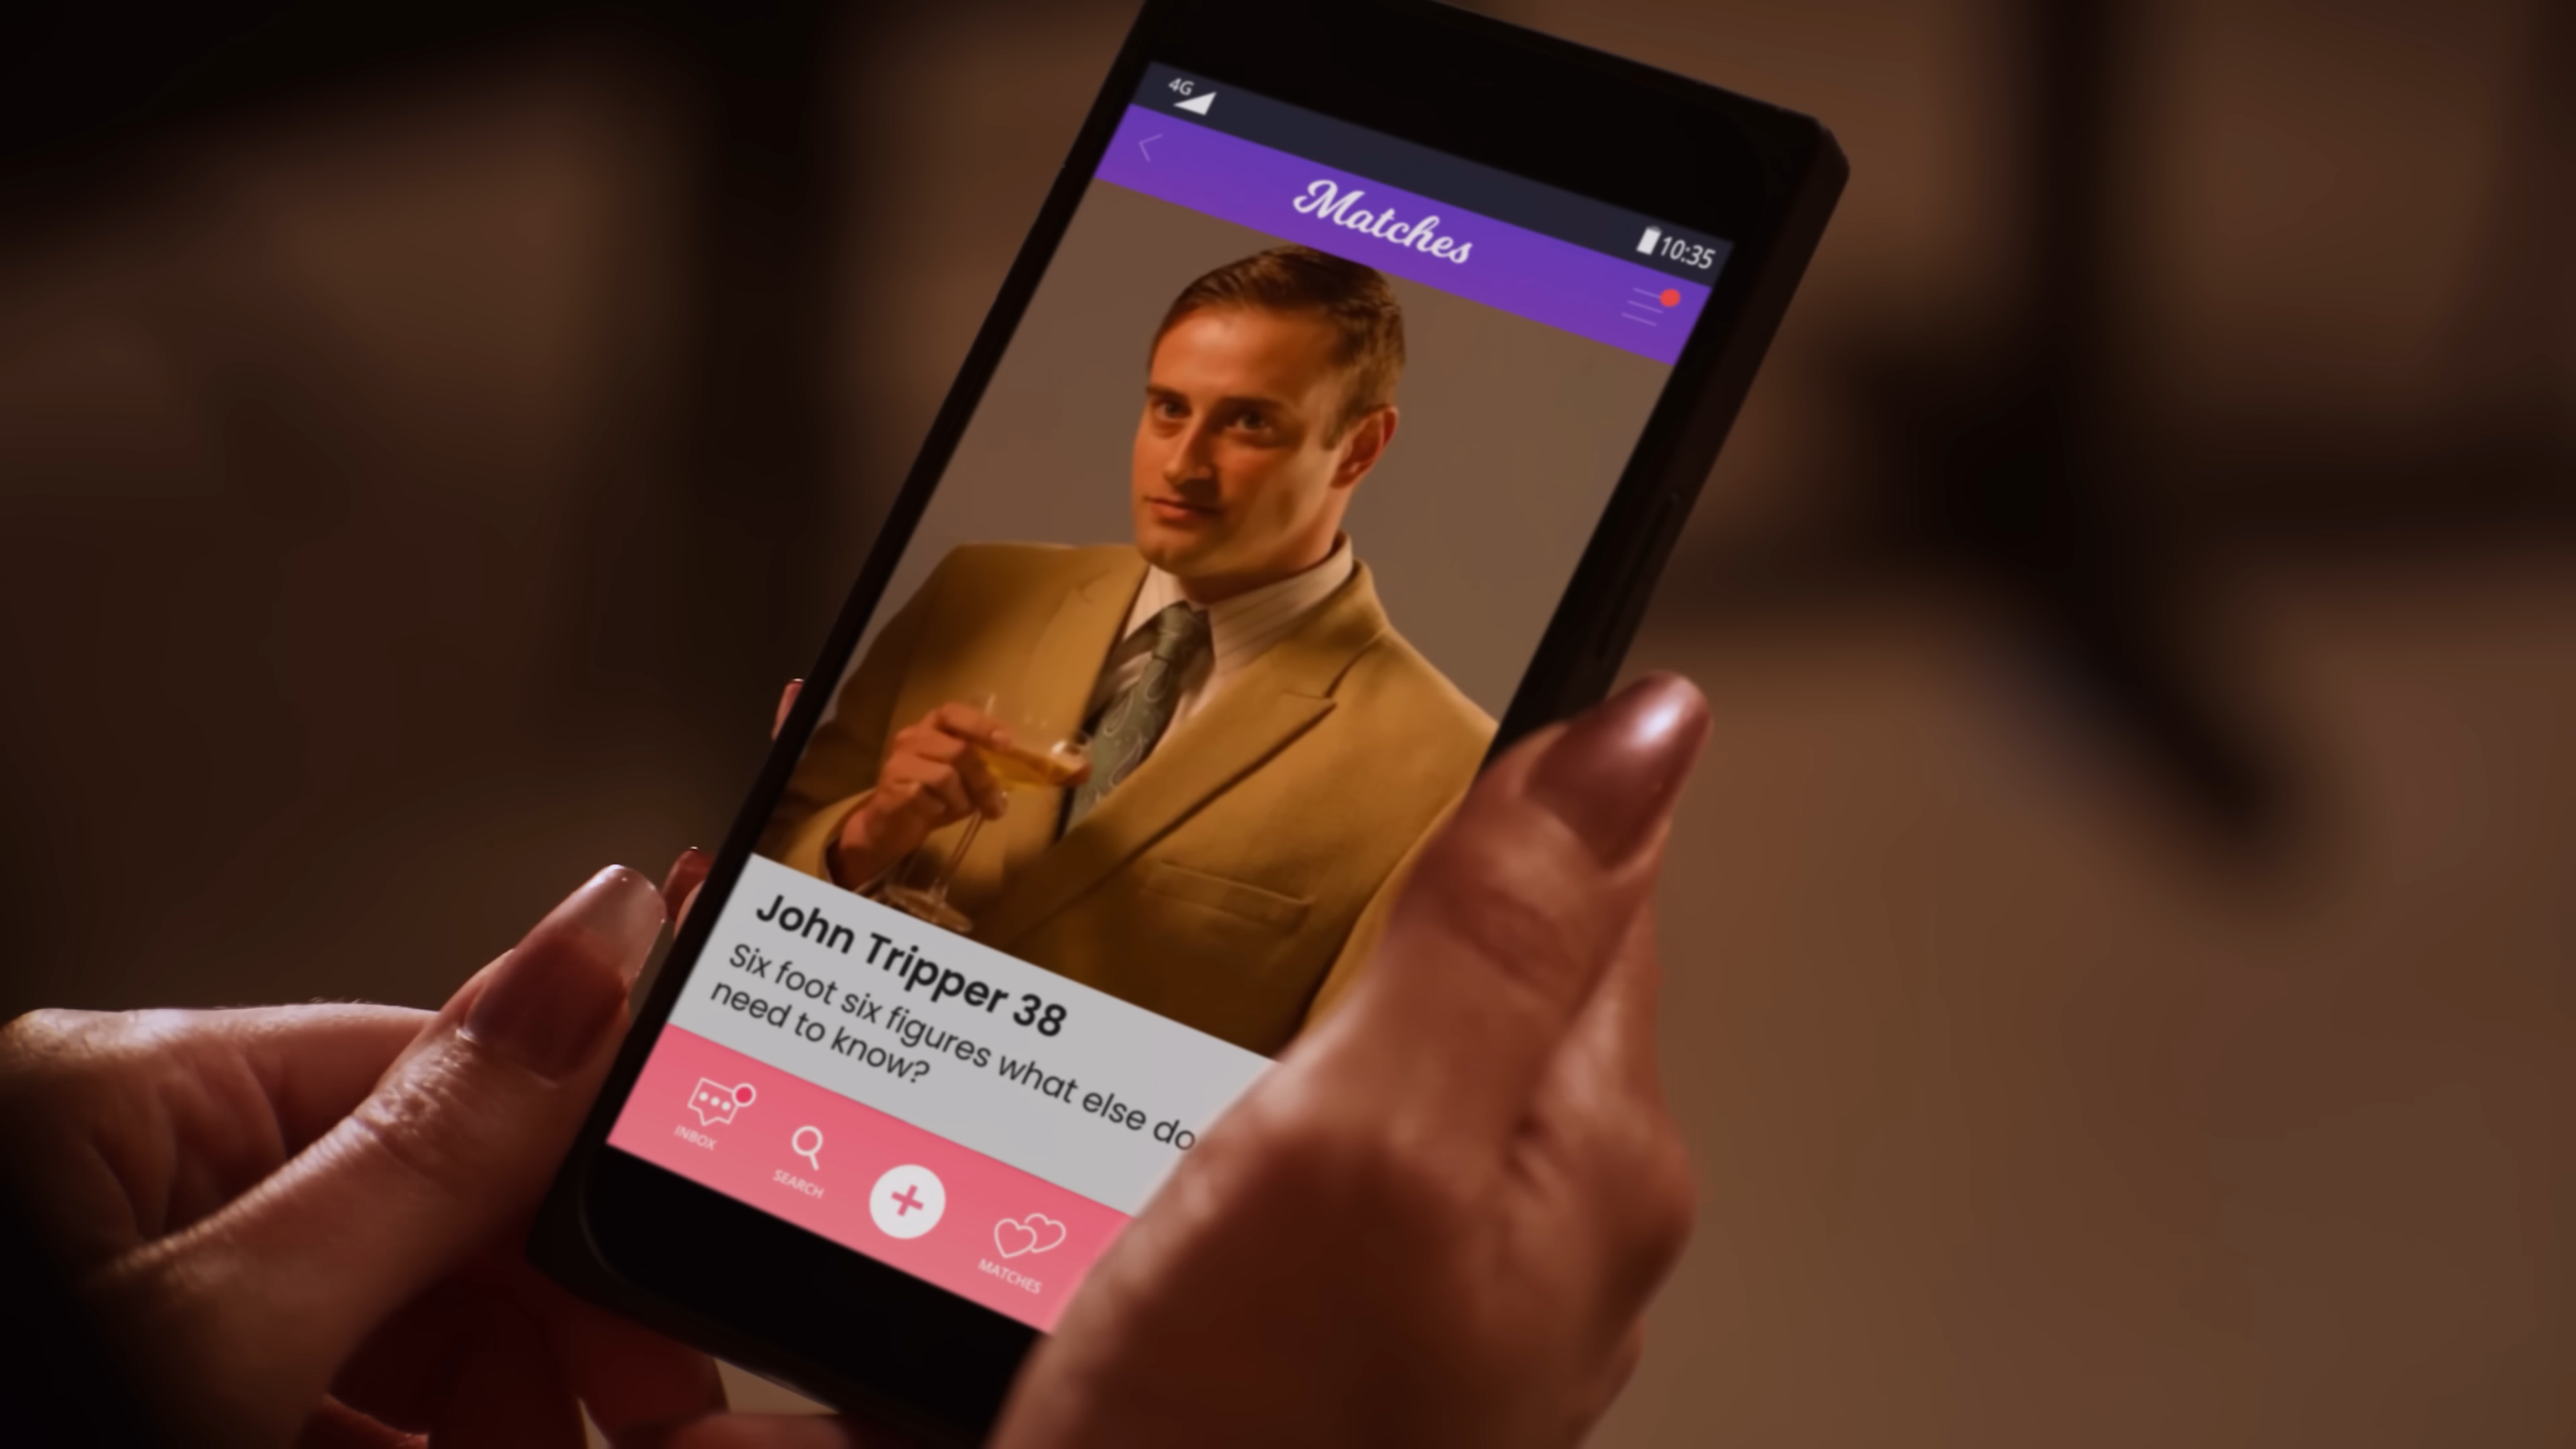 4G
10:35
Matches
John Tripper 38
Six foot six figures what else do
need to know?
INBOX
SEARCH
MATCHES